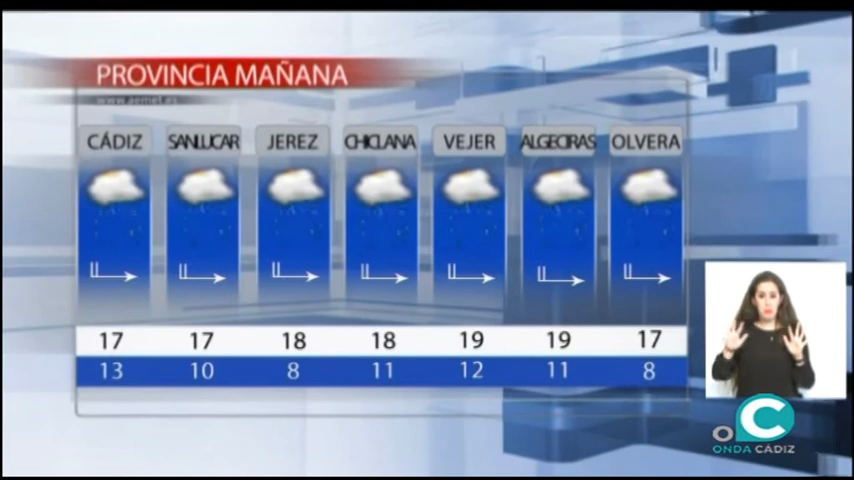 PROVINCIA MAÑANA
www.aemet.es
CÁDIZ SANLUCAR JEREZ CHICLANA VEJER ALGECIRAS OLVERA
17 17 18 18 19 19 17
13 10 8 11 12 11 8
O C
ONDA CÁDIZ